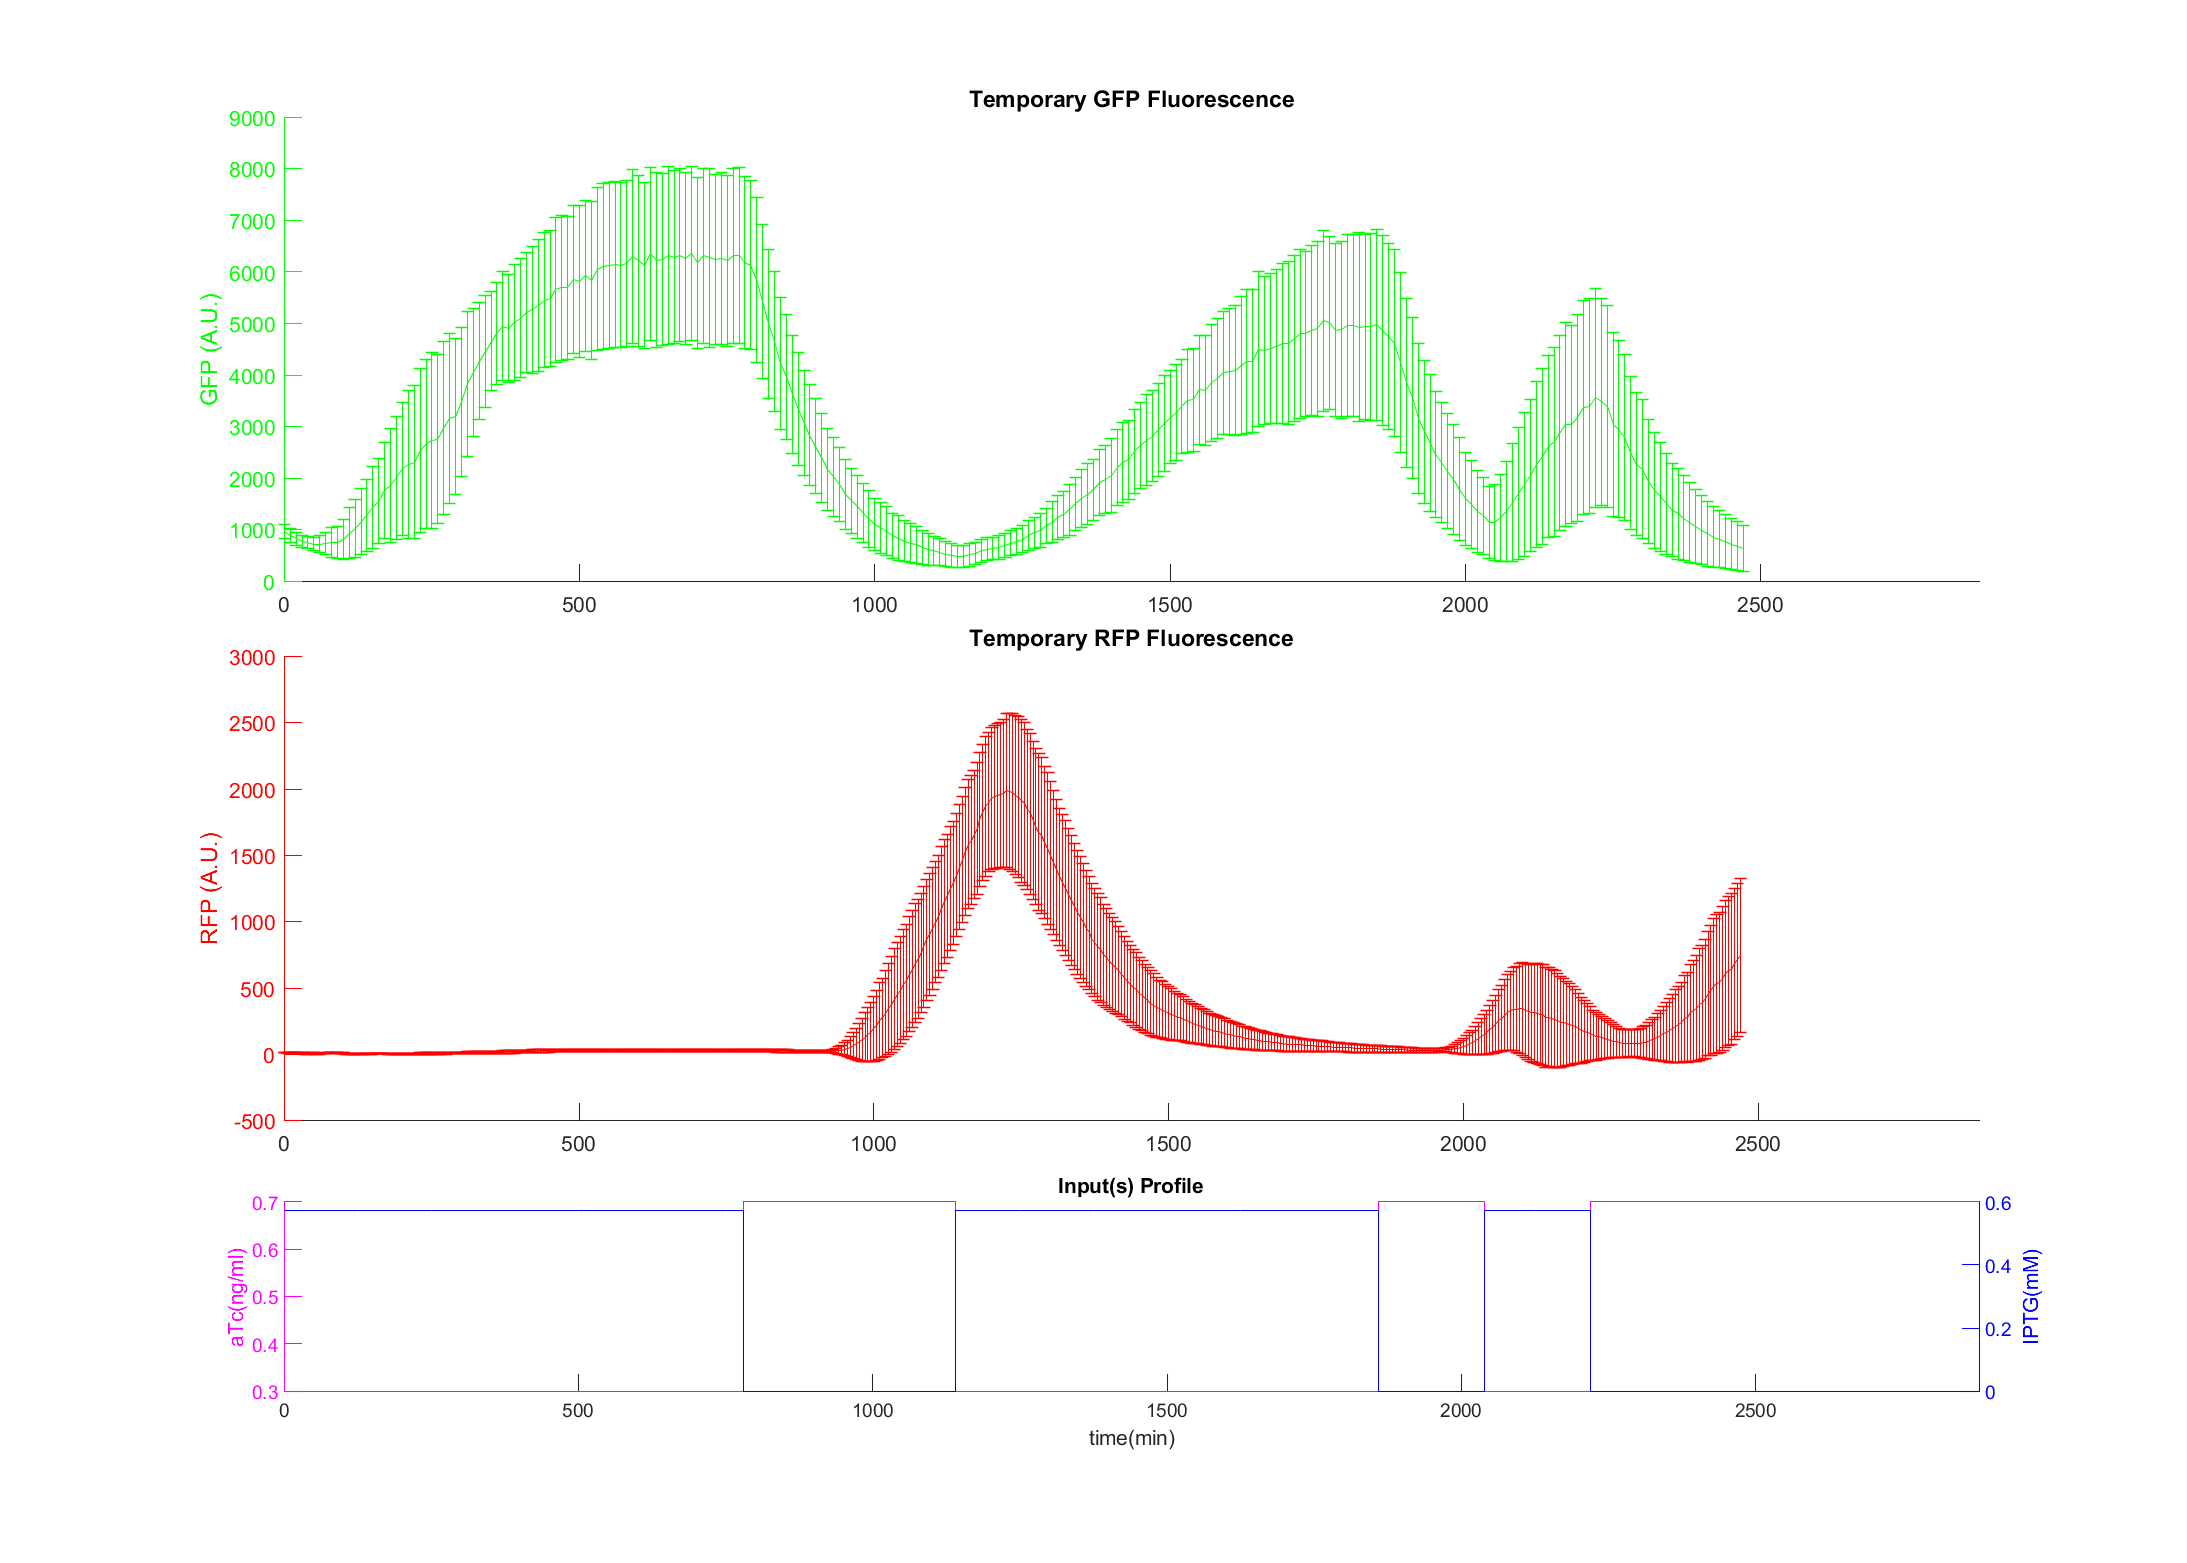 Temporary GFP Fluorescence
9000
8000
7000
6000
5000
4000
3000
2000
1000
0
GFP (A.U.)
0 500 1000 1500 2000 2500
Temporary RFP Fluorescence
3000
2500
2000
1500
1000
500
0
-500
RFP (A.U.)
0 500 1000 1500 2000 2500
Input(s) Profile
0.7
0.6
0.5
0.4
0.3
aTc(ng/ml)
0.6
0.4
0.2
0
IPTG(mM)
0 500 1000 1500 2000 2500
time(min)